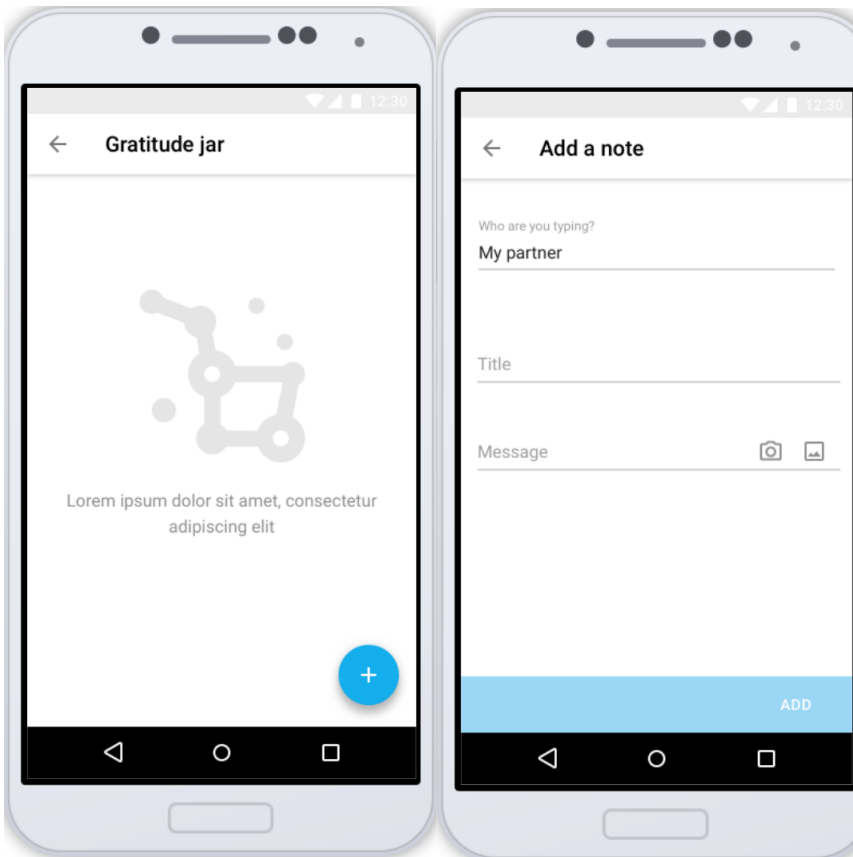 12:30
Gratitude jar
Lorem ipsum dolor sit amet, consectetur
adipiscing elit
+
12:30
Add a note
Who are you typing?
My partner
Title
Message
ADD